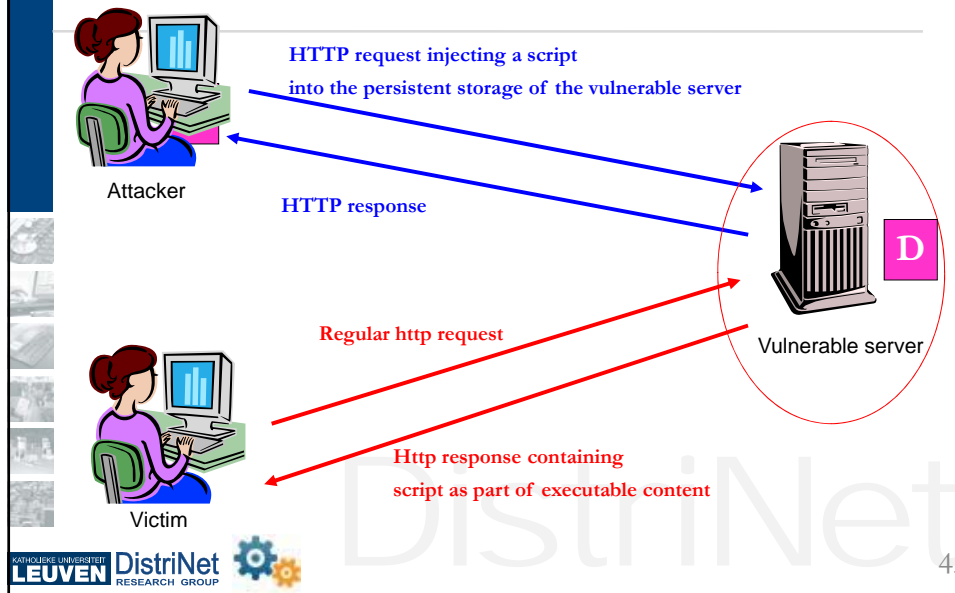 HTTP request injecting a script
into the persistent storage of the vulnerable server
Attacker
HTTP response
D
Regular http request
Vulnerable server
Http response containing
script as part of executable content
Victim
DistriNet
KATHOLIEKE UNIVERSITEIT
LEUVEN
DistriNet
RESEARCH GROUP